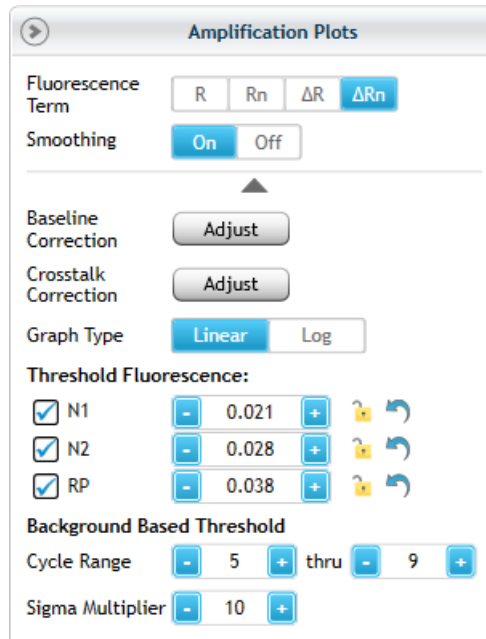 Amplification Plots
Fluorescence
Term
R Rn ΔR ΔRn
Smoothing On Off
Baseline
Correction
Adjust
Crosstalk
Correction
Adjust
Graph Type Linear Log
Threshold Fluorescence:
N1 - 0.021 +
N2 - 0.028 +
RP - 0.038 +
Background Based Threshold
Cycle Range - 5 + thru - 9 +
Sigma Multiplier - 10 +